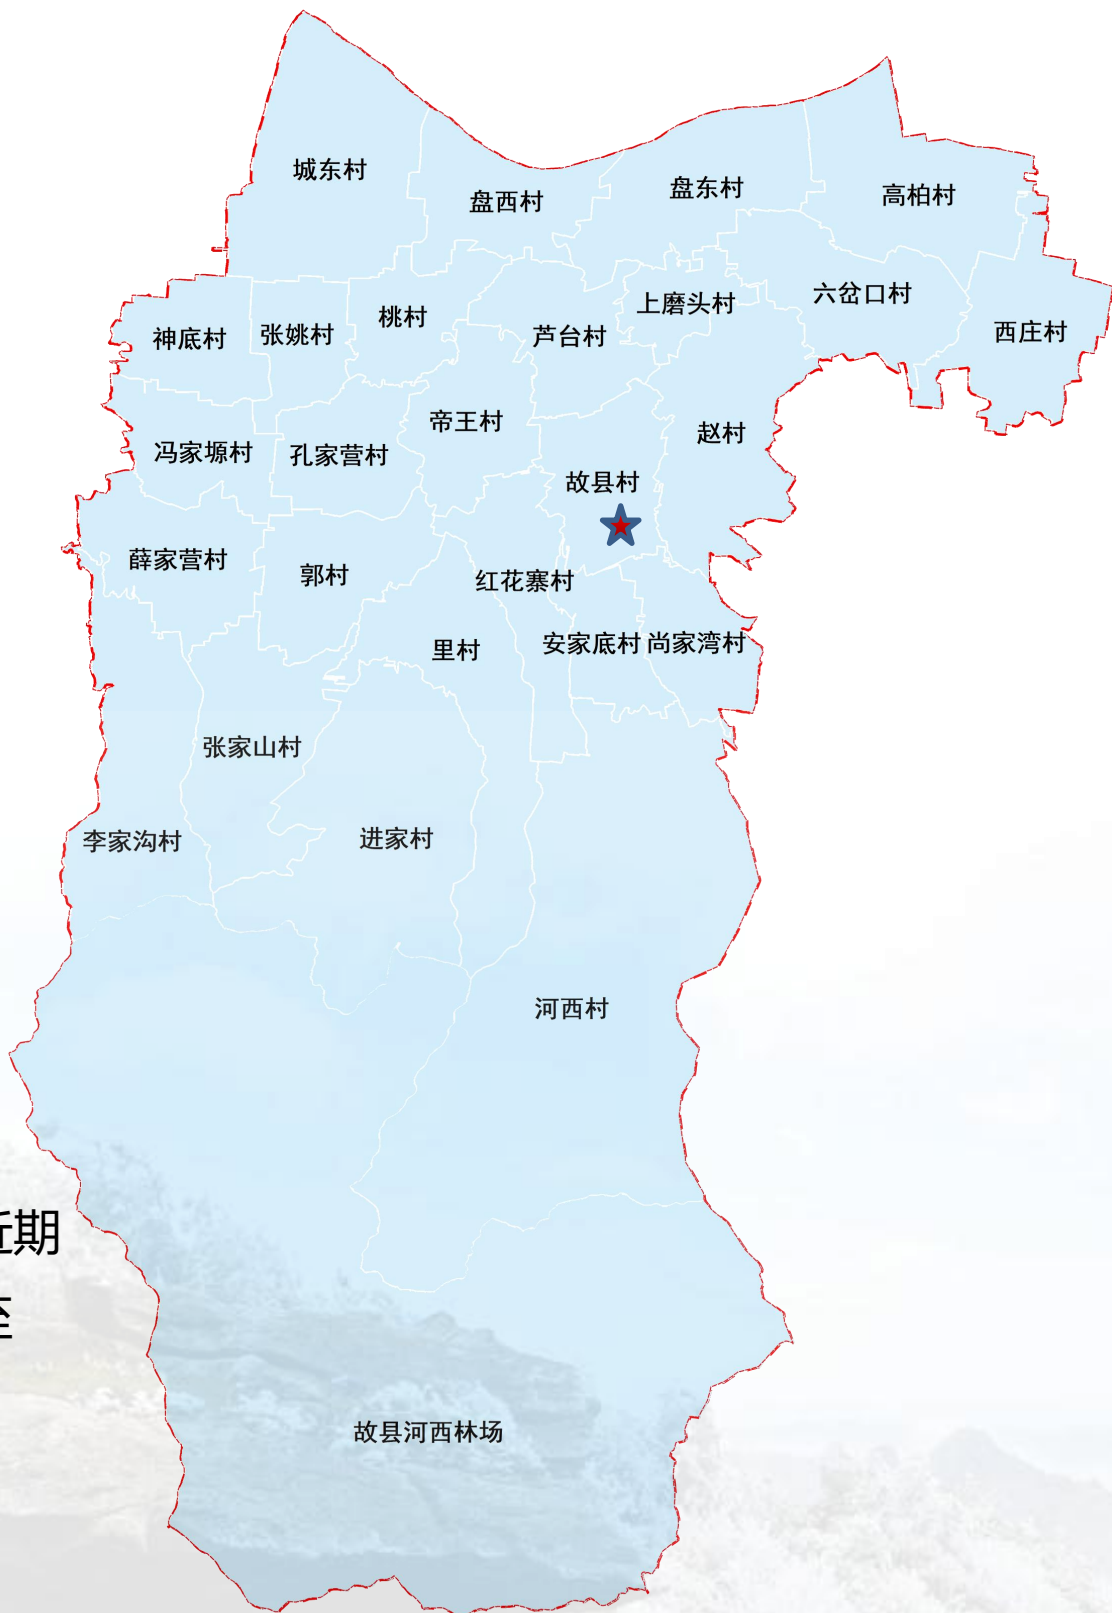 城东村
盘西村
盘东村
高柏村
神底村
张姚村
桃村
芦台村
上磨头村
六岔口村
西庄村
冯家塬村
孔家营村
帝王村
故县村
赵村
薛家营村
郭村
红花寨村
里村
安家底村
尚家湾村
张家山村
李家沟村
进家村
河西村
近期
至
故县河西林场